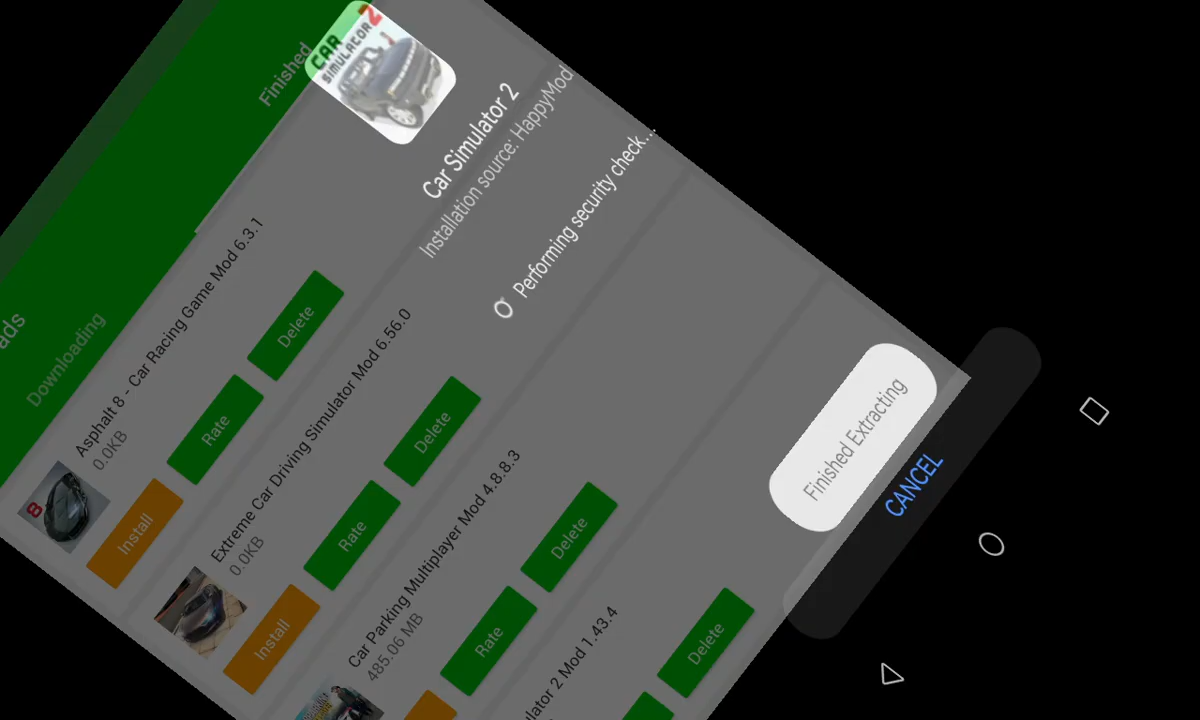 ads
Downloading
Finished
CAR
SIMULATOR 2
Car Simulator 2
Installation source: HappyMod
Performing security check...
Asphalt 8 - Car Racing Game Mod 6.3.1
0.0KB
Install
Rate
Delete
Extreme Car Driving Simulator Mod 6.56.0
0.0KB
Install
Rate
Delete
Car Parking Multiplayer Mod 4.8.8.3
485.06 MB
Rate
Delete
ulator 2 Mod 1.43.4
Delete
Finished Extracting
CANCEL